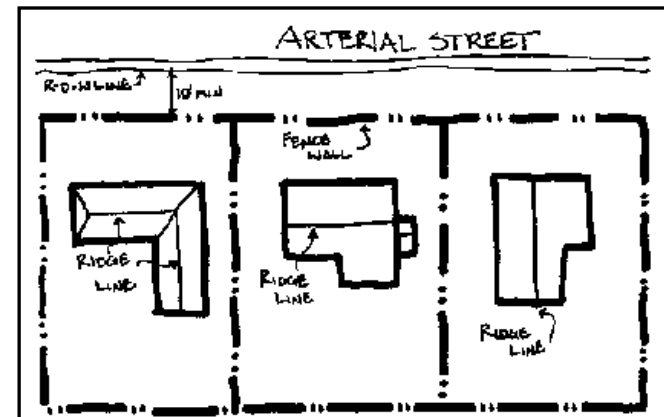 ARTERIAL STREET
R-O-W LINE
10' MIN
FENCE
WALL
RIDGE
LINE
RIDGE
LINE
RIDGE
LINE